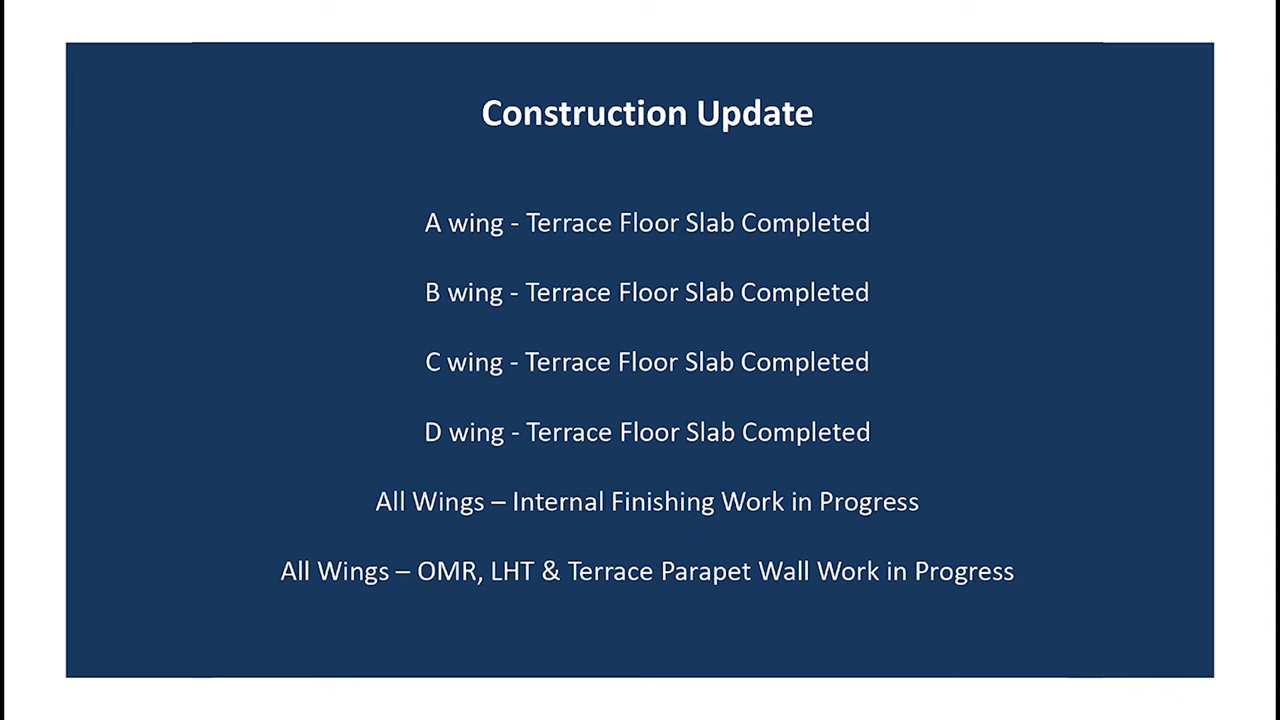 Construction Update
A wing - Terrace Floor Slab Completed
B wing - Terrace Floor Slab Completed
C wing - Terrace Floor Slab Completed
D wing - Terrace Floor Slab Completed
All Wings – Internal Finishing Work in Progress
All Wings – OMR, LHT & Terrace Parapet Wall Work in Progress